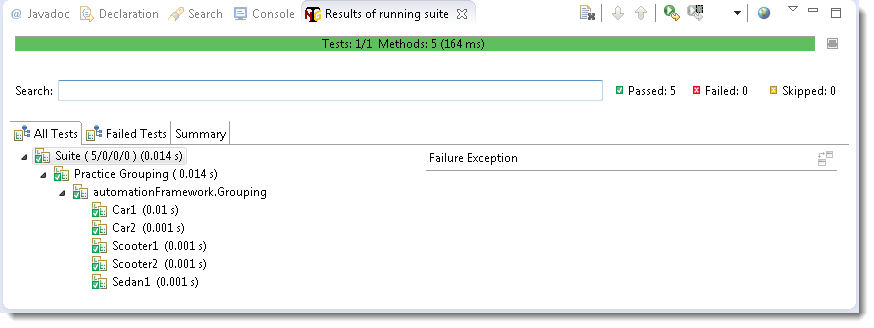 @ Javadoc Declaration Search Console Results of running suite
Tests: 1/1 Methods: 5 (164 ms)
Search: Passed: 5 Failed: 0 Skipped: 0
All Tests Failed Tests Summary
Suite ( 5/0/0/0 ) (0.014 s) Failure Exception
Practice Grouping ( 0.014 s)
automationFramework.Grouping
Car1 (0.01 s)
Car2 (0.001 s)
Scooter1 (0.001 s)
Scooter2 (0.001 s)
Sedan1 (0.001 s)